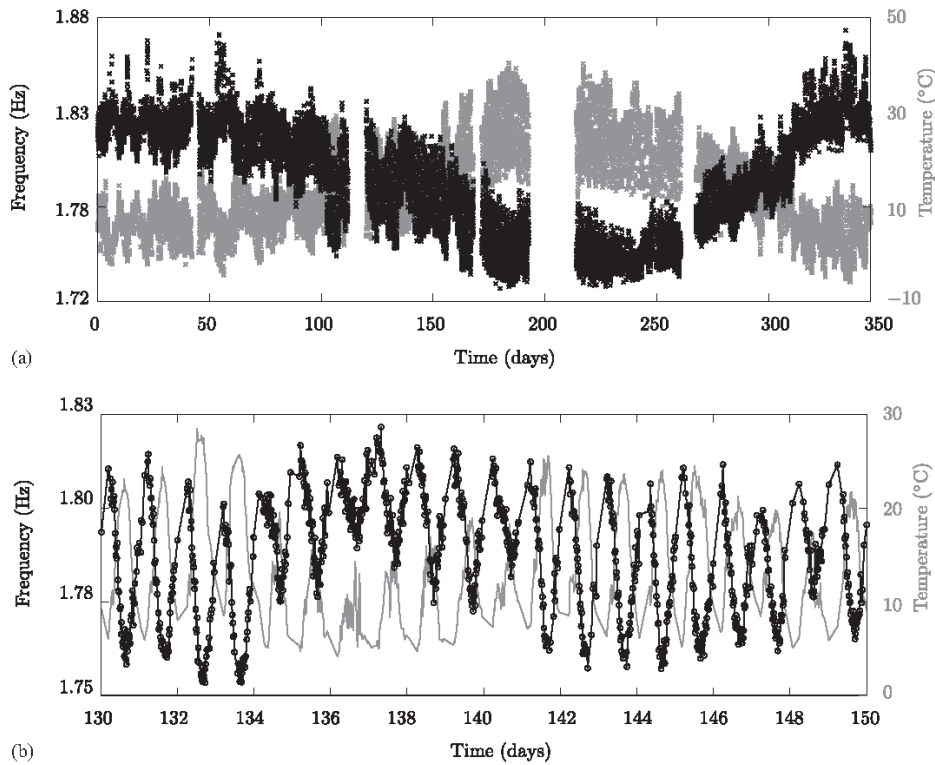 1.88
50
1.83
30
1.78
10
1.72
−10
Frequency (Hz)
Temperature (°C)
0 50 100 150 200 250 300 350
Time (days)
(a)
1.83
30
1.80
20
1.78
10
1.75
0
Frequency (Hz)
Temperature (°C)
130 132 134 136 138 140 142 144 146 148 150
Time (days)
(b)